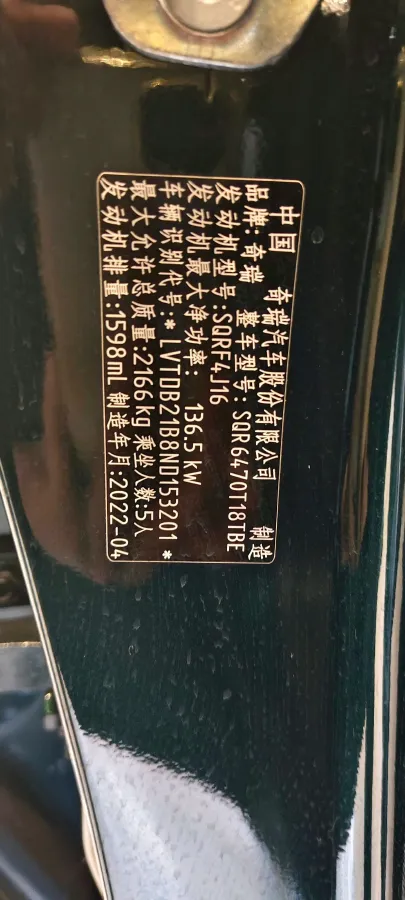 中国 奇瑞汽车股份有限公司 制造
品牌:奇瑞 整车型号:SQR6470T18TBE
发动机型号:SQRF4J16
发动机最大净功率: 136.5 kW
车辆识别代号:*LVTDB21B8ND153201*
最大允许总质量:2166kg 乘坐人数:5人
发动机排量:1598mL 制造年月:2022-04